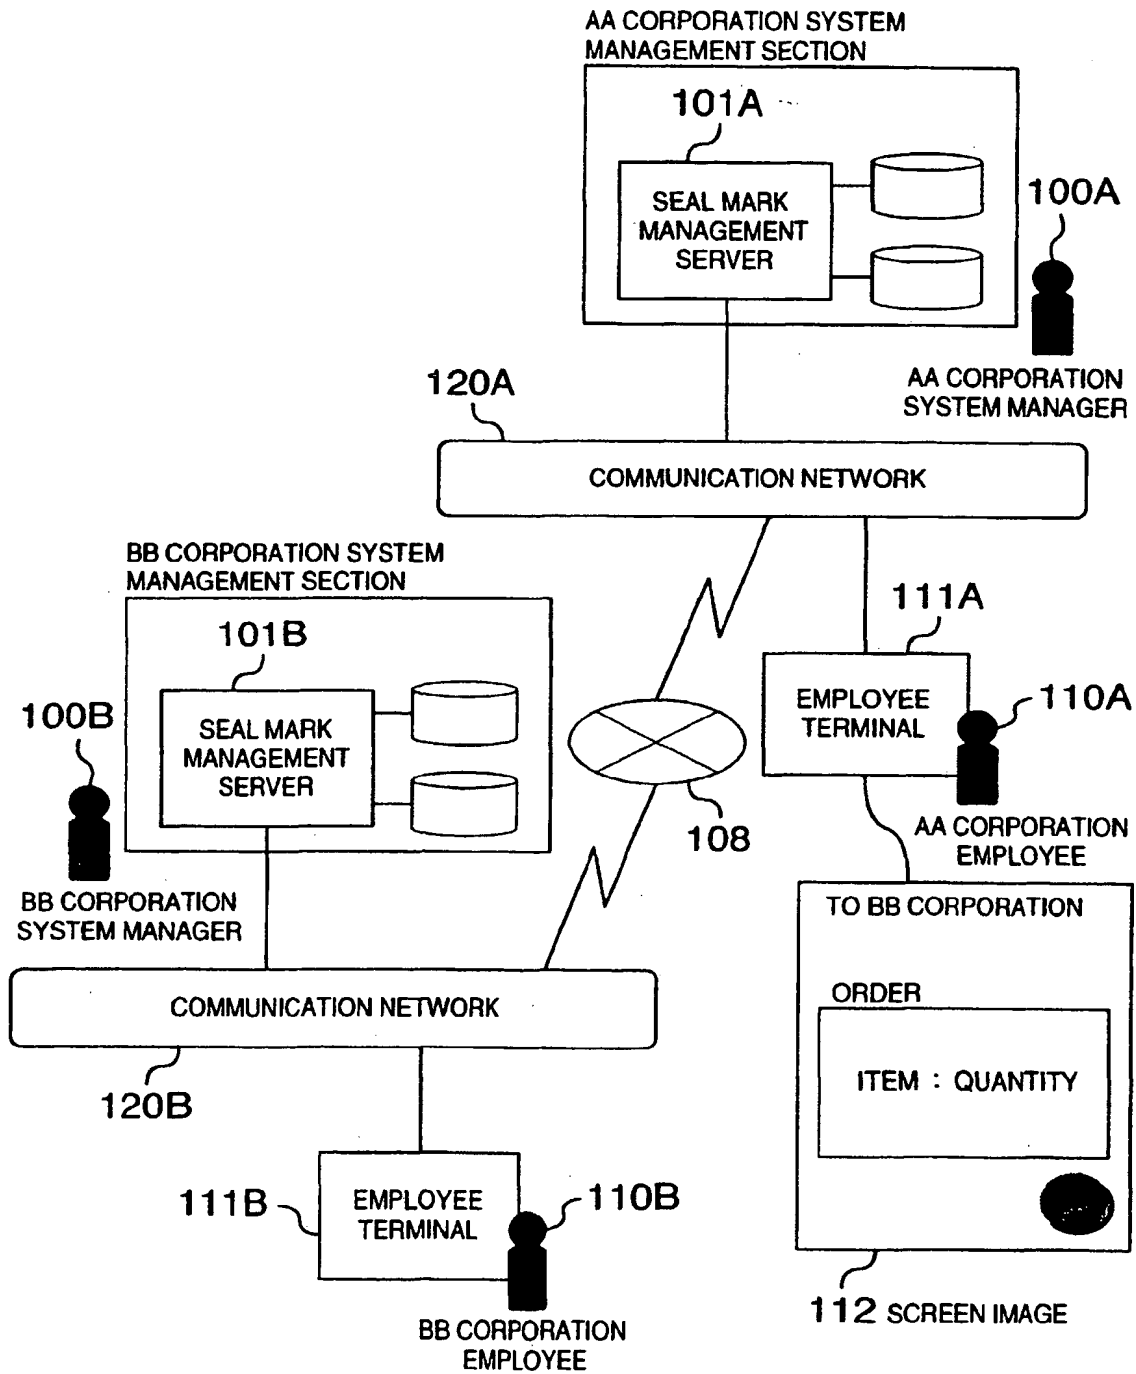 AA CORPORATION SYSTEM
MANAGEMENT SECTION
101A
SEAL MARK
MANAGEMENT
SERVER
100A
AA CORPORATION
SYSTEM MANAGER
120A
COMMUNICATION NETWORK
BB CORPORATION SYSTEM
MANAGEMENT SECTION
101B
SEAL MARK
MANAGEMENT
SERVER
100B
BB CORPORATION
SYSTEM MANAGER
108
111A
EMPLOYEE
TERMINAL
110A
AA CORPORATION
EMPLOYEE
TO BB CORPORATION
ORDER
ITEM : QUANTITY
112 SCREEN IMAGE
COMMUNICATION NETWORK
120B
111B
EMPLOYEE
TERMINAL
110B
BB CORPORATION
EMPLOYEE